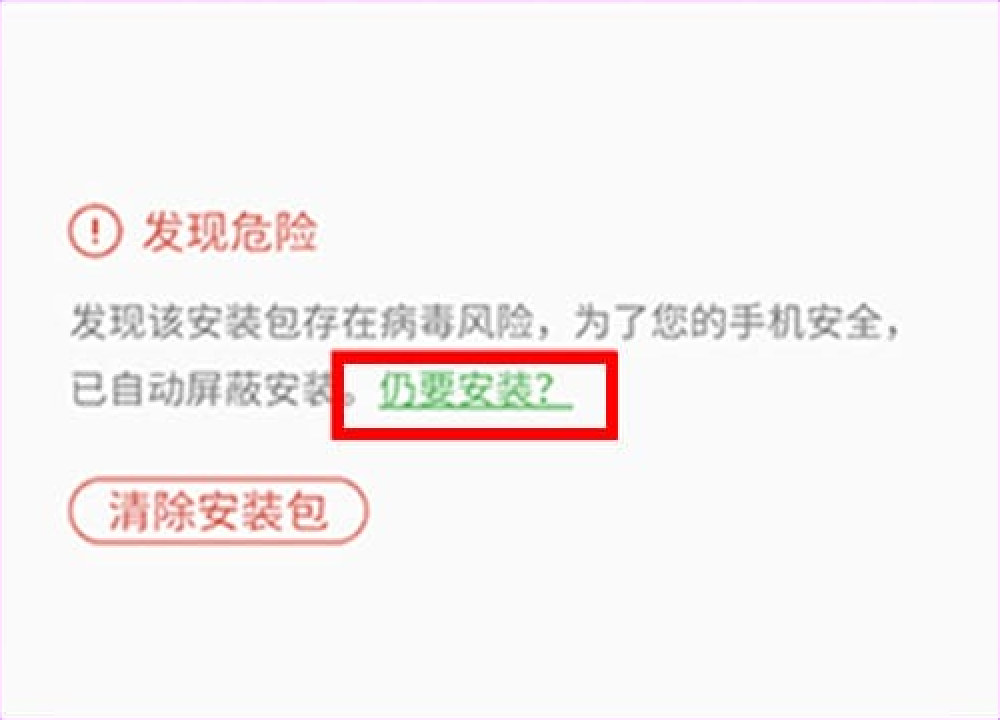 发现危险
发现该安装包存在病毒风险，为了您的手机安全，
已自动屏蔽安装。仍要安装？
清除安装包